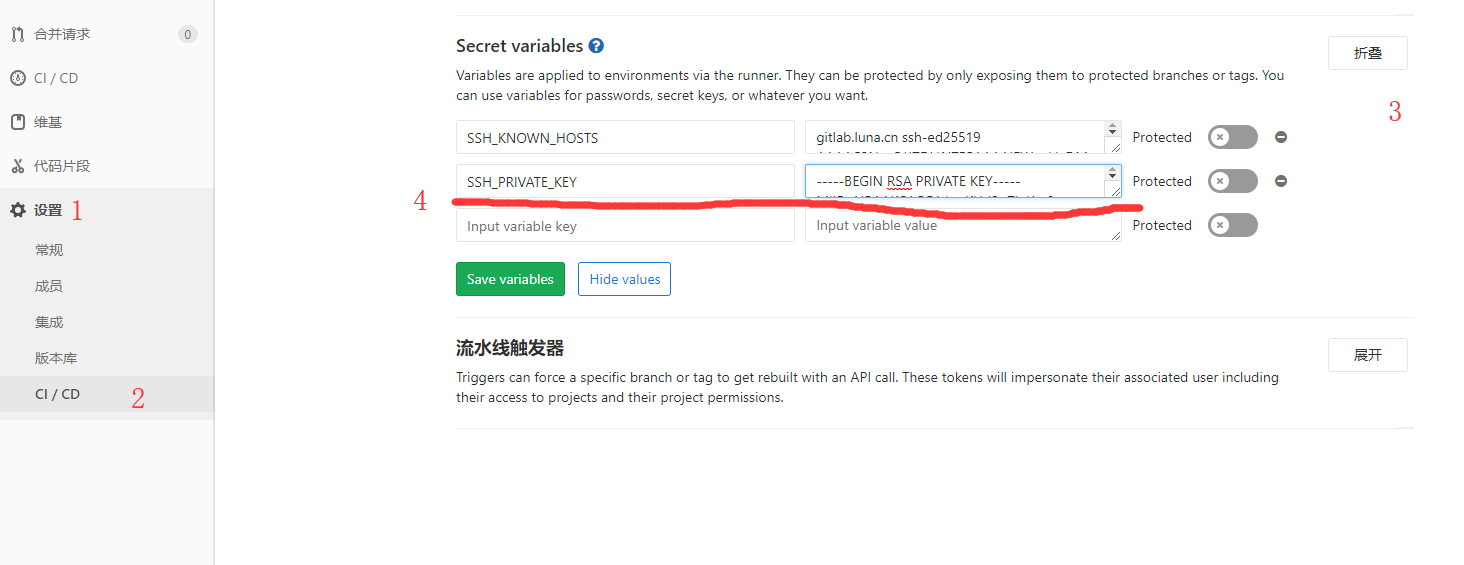 合并请求 0
CI / CD
维基
代码片段
设置 1
常规
成员
集成
版本库
CI / CD 2
Secret variables ?
折叠
Variables are applied to environments via the runner. They can be protected by only exposing them to protected branches or tags. You
can use variables for passwords, secret keys, or whatever you want.
3
SSH_KNOWN_HOSTS gitlab.luna.cn ssh-ed25519 Protected
4 SSH_PRIVATE_KEY -----BEGIN RSA PRIVATE KEY----- Protected
Input variable key Input variable value Protected
Save variables Hide values
流水线触发器
展开
Triggers can force a specific branch or tag to get rebuilt with an API call. These tokens will impersonate their associated user including
their access to projects and their project permissions.